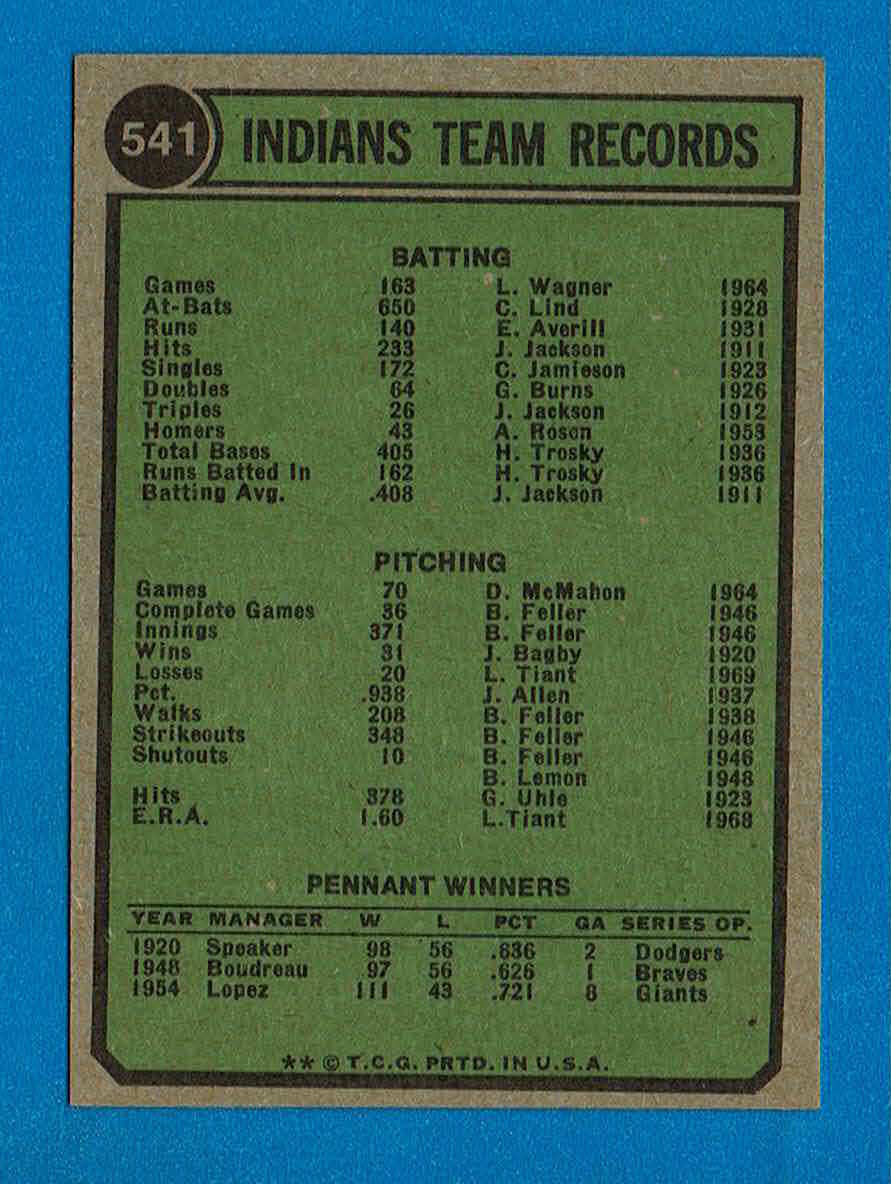 541 INDIANS TEAM RECORDS
BATTING
Games 163 L. Wagner 1964
At-Bats 650 C. Lind 1928
Runs 140 E. Averill 1931
Hits 233 J. Jackson 1911
Singles 172 C. Jamieson 1923
Doubles 64 G. Burns 1926
Triples 26 J. Jackson 1912
Homers 43 A. Rosen 1953
Total Bases 405 H. Trosky 1936
Runs Batted In 162 H. Trosky 1936
Batting Avg. .408 J. Jackson 1911
PITCHING
Games 70 D. McMahon 1964
Complete Games 36 B. Feller 1946
Innings 371 B. Feller 1946
Wins 31 J. Bagby 1920
Losses 20 L. Tiant 1969
Pct. .938 J. Allen 1937
Walks 208 B. Feller 1938
Strikeouts 348 B. Feller 1946
Shutouts 10 B. Feller 1946
B. Lemon 1948
Hits 378 G. Uhle 1923
E.R.A. 1.60 L.Tiant 1968
PENNANT WINNERS
YEAR MANAGER W L PCT GA SERIES OP.
1920 Speaker 98 56 .636 2 Dodgers
1948 Boudreau 97 56 .626 1 Braves
1954 Lopez 111 43 .721 8 Giants
** © T.C.G. PRTD. IN U.S.A.